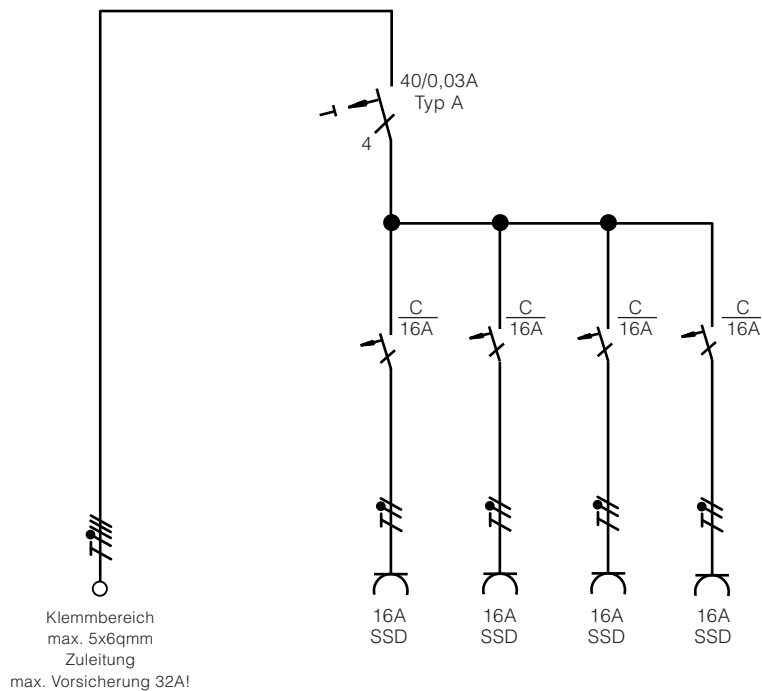 40/0,03A
Typ A
4
C
16A
C
16A
C
16A
C
16A
Klemmbereich
max. 5x6qmm
Zuleitung
max. Vorsicherung 32A!
16A
SSD
16A
SSD
16A
SSD
16A
SSD